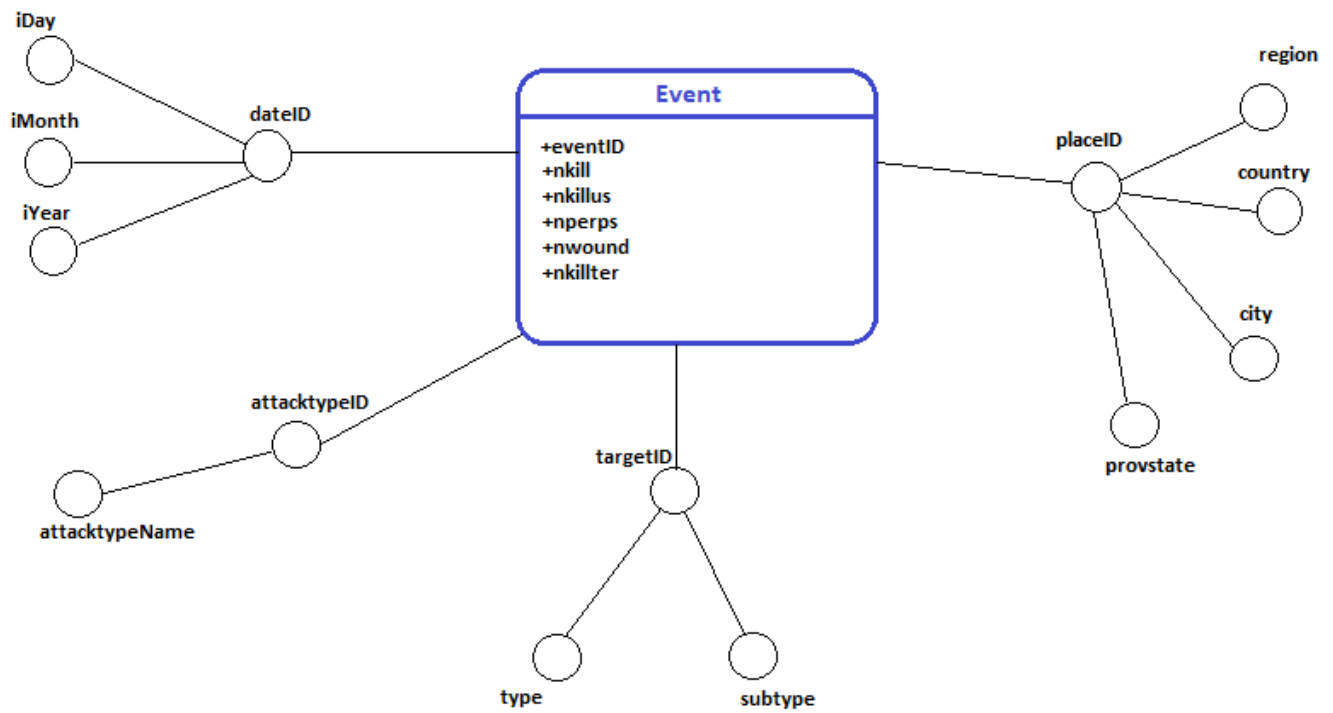 iDay
region
Event
iMonth
dateID
placeID
+eventID
+nkill
+nkillus
+nperps
+nwound
+nkillter
country
iYear
city
attacktypeID
targetID
provstate
attacktypeName
type
subtype